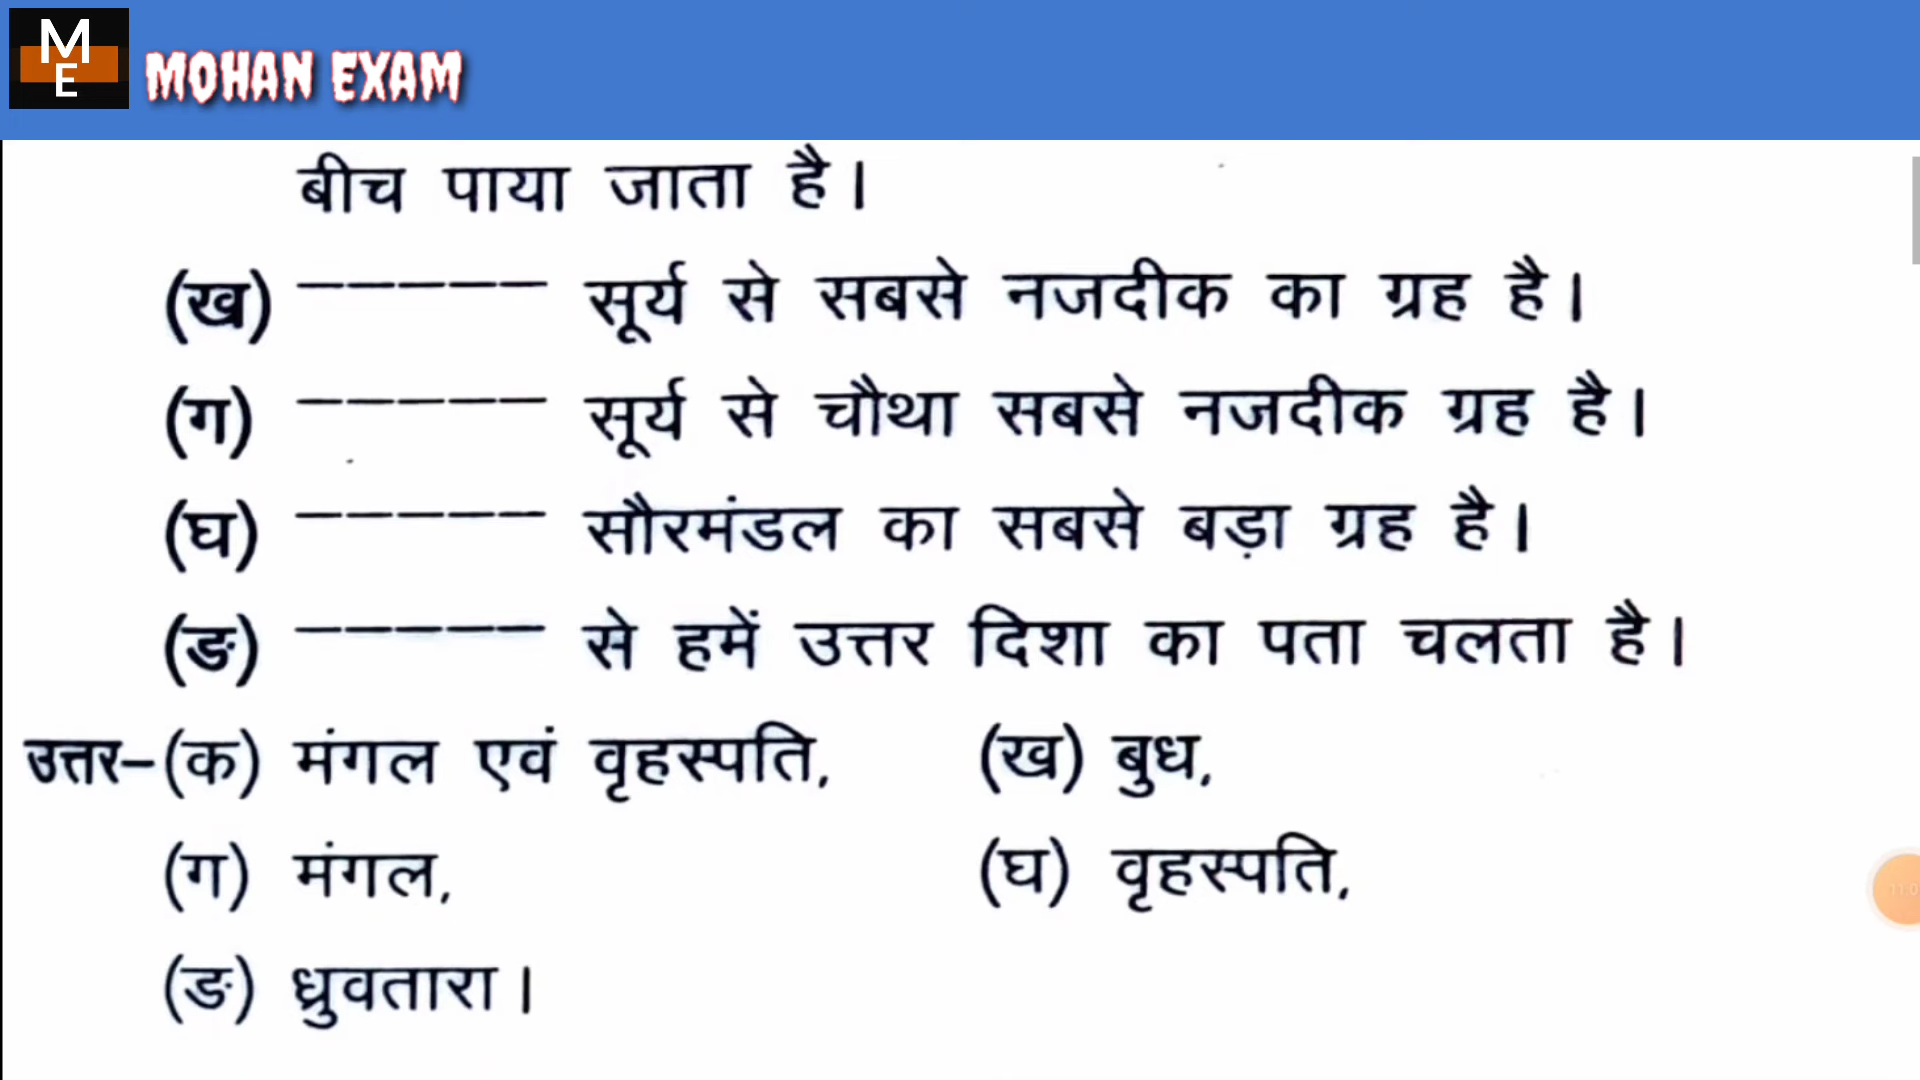 M
E
MOHAN EXAM
बीच पाया जाता है।
(ख) ————— सूर्य से सबसे नजदीक का ग्रह है।
(ग) ————— सूर्य से चौथा सबसे नजदीक ग्रह है।
(घ) ————— सौरमंडल का सबसे बड़ा ग्रह है।
(ङ) ————— से हमें उत्तर दिशा का पता चलता है।
उत्तर–(क) मंगल एवं वृहस्पति, (ख) बुध,
(ग) मंगल, (घ) वृहस्पति,
(ङ) ध्रुवतारा।